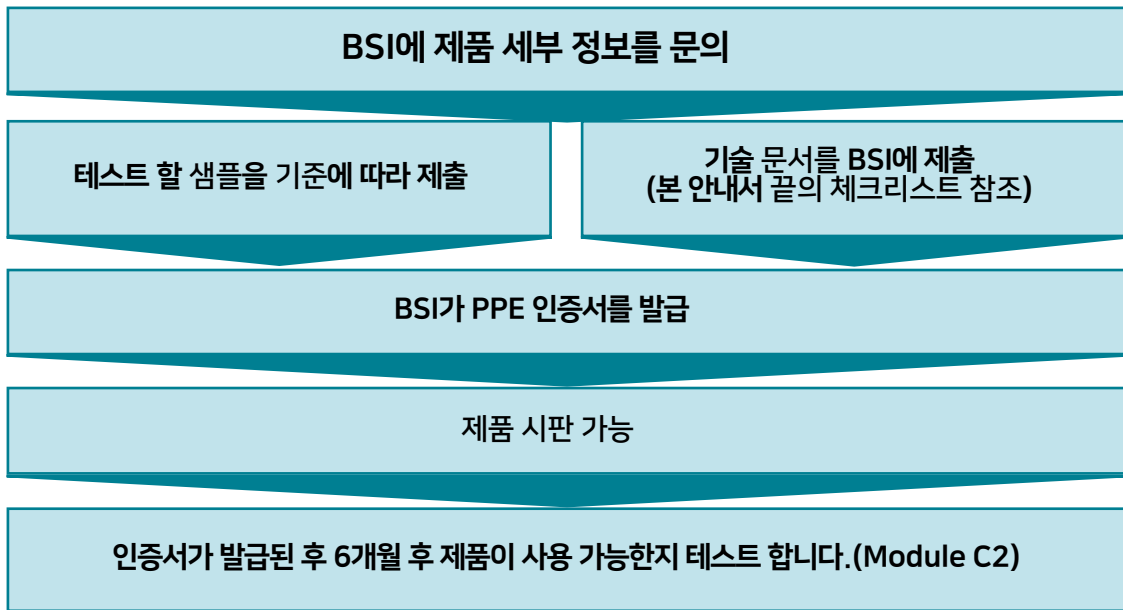 BSI에 제품 세부 정보를 문의
테스트 할 샘플을 기준에 따라 제출
기술 문서를 BSI에 제출
(본 안내서 끝의 체크리스트 참조)
BSI가 PPE 인증서를 발급
제품 시판 가능
인증서가 발급된 후 6개월 후 제품이 사용 가능한지 테스트 합니다.(Module C2)